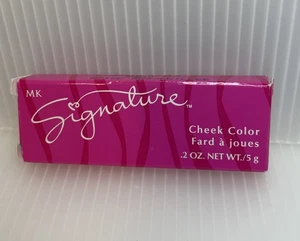 MK
Signature™
Cheek Color
Fard à joues
.2 OZ. NET WT./5 g